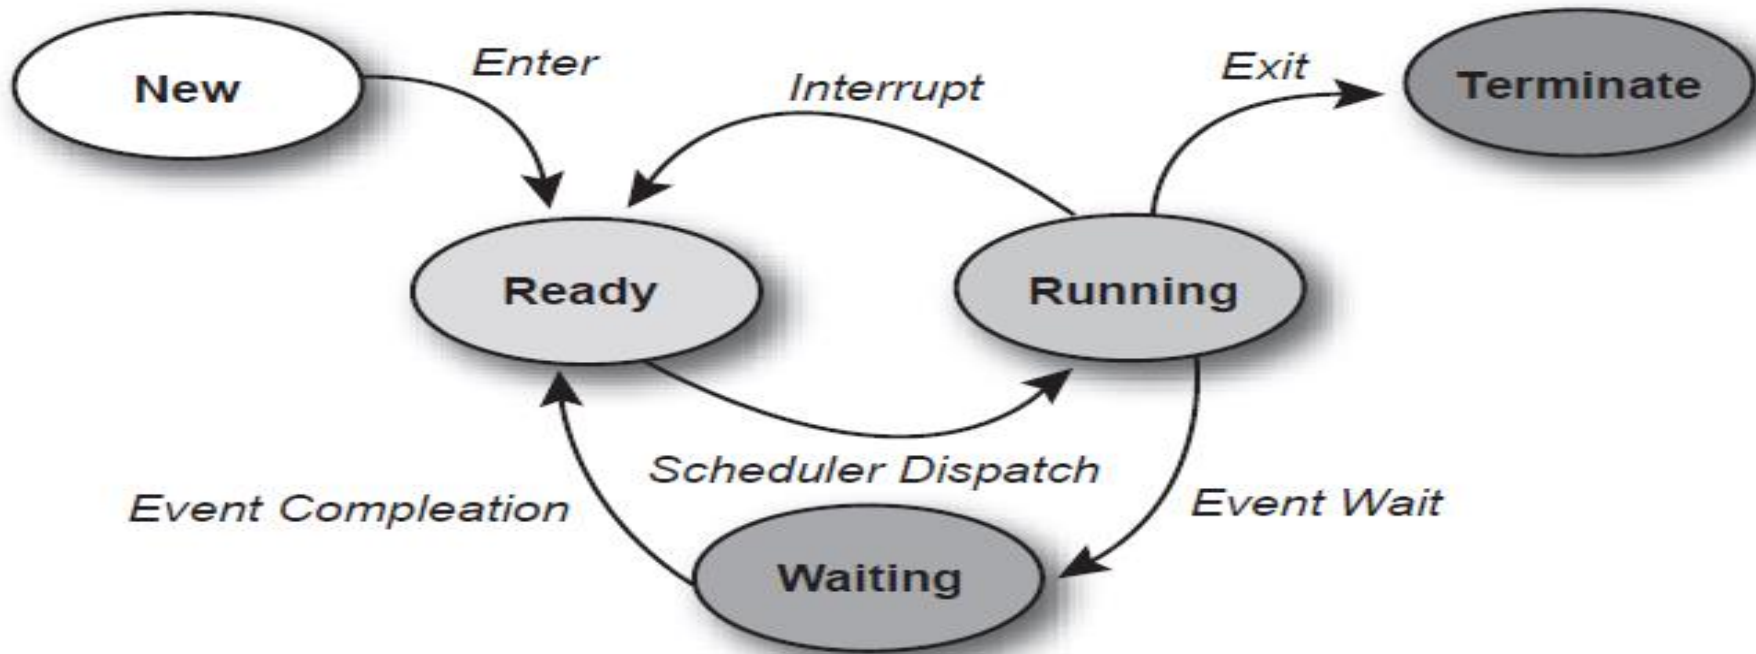 New
Enter
Interrupt
Exit
Terminate
Ready
Running
Scheduler Dispatch
Event Compleation
Event Wait
Waiting